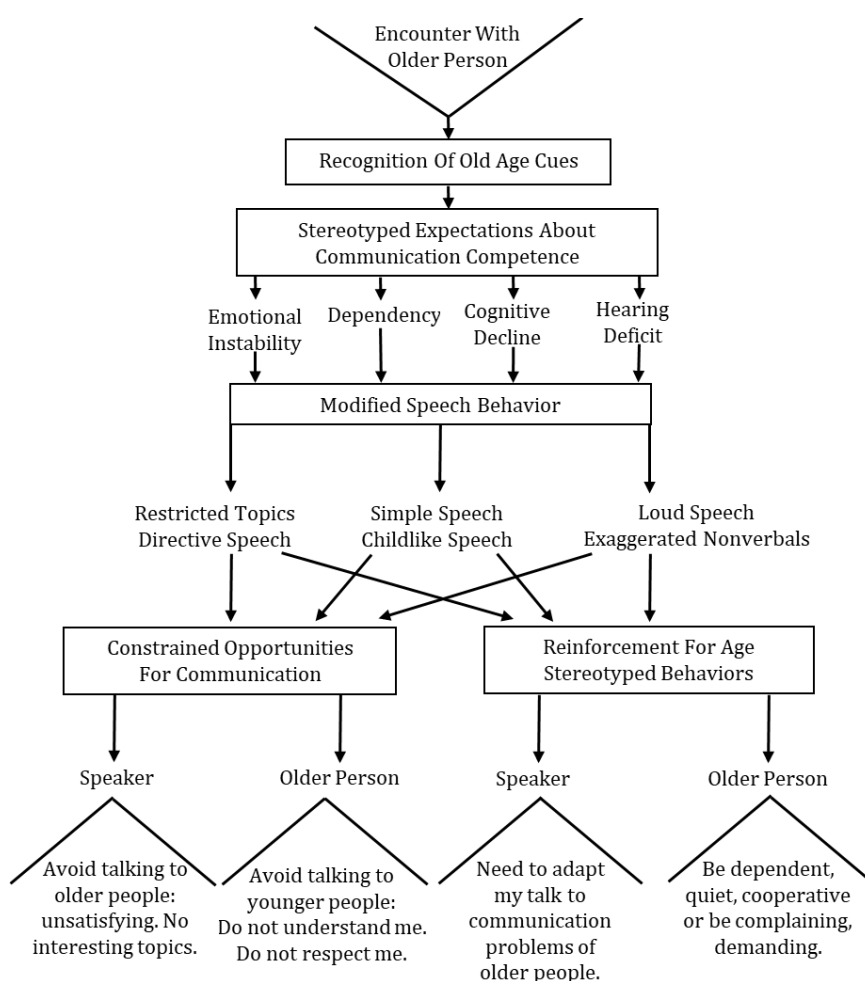 Encounter With
Older Person
Recognition Of Old Age Cues
Stereotyped Expectations About
Communication Competence
Emotional
Instability
Dependency
Cognitive
Decline
Hearing
Deficit
Modified Speech Behavior
Restricted Topics
Directive Speech
Simple Speech
Childlike Speech
Loud Speech
Exaggerated Nonverbals
Constrained Opportunities
For Communication
Reinforcement For Age
Stereotyped Behaviors
Speaker
Older Person
Speaker
Older Person
Avoid talking to
older people:
unsatisfying. No
interesting topics.
Avoid talking to
younger people:
Do not understand me.
Do not respect me.
Need to adapt
my talk to
communication
problems of
older people.
Be dependent,
quiet, cooperative
or be complaining,
demanding.